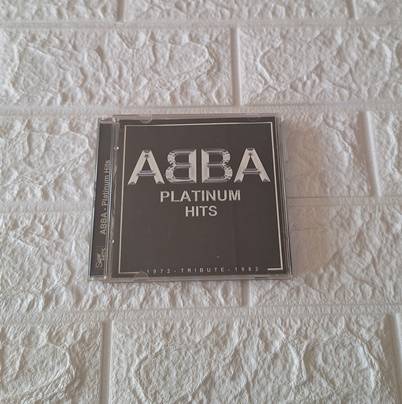 ABBA
PLATINUM
HITS
1972-TRIBUTE-1982
ABBA - Platinum Hits